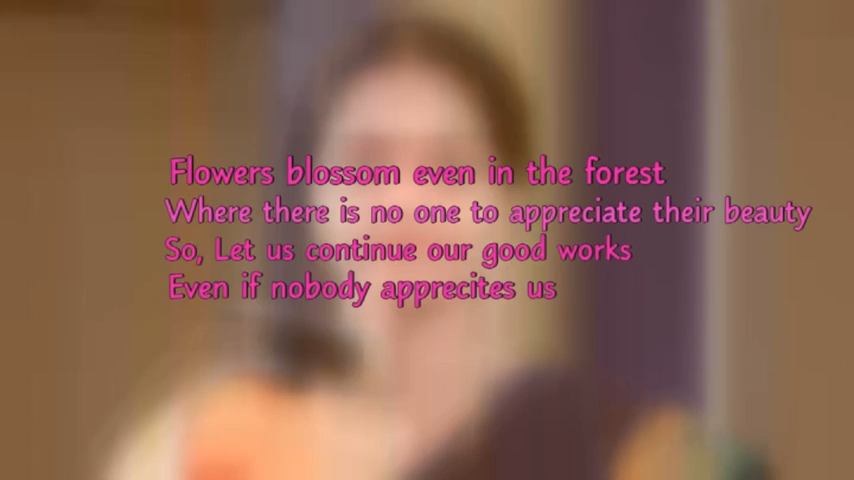 Flowers blossom even in the forest
Where there is no one to appreciate their beauty
So, Let us continue our good works
Even if nobody apprecites us